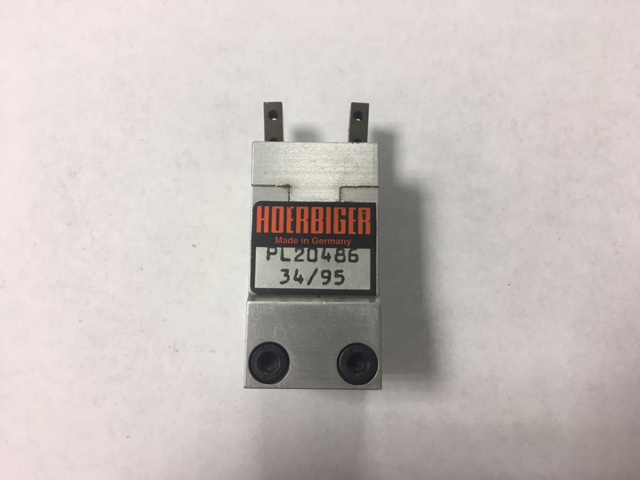 HOERBIGER
Made in Germany
PL20486
34/95